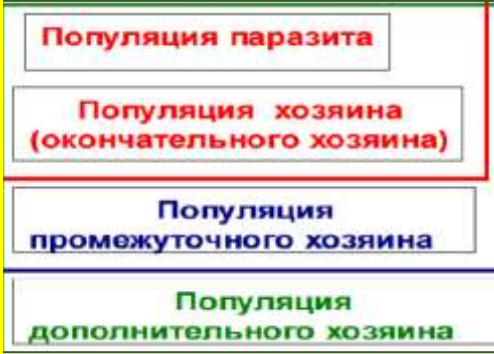 Популяция паразита
Популяция хозяина
(окончательного хозяина)
Популяция
промежуточного хозяина
Популяция
дополнительного хозяина